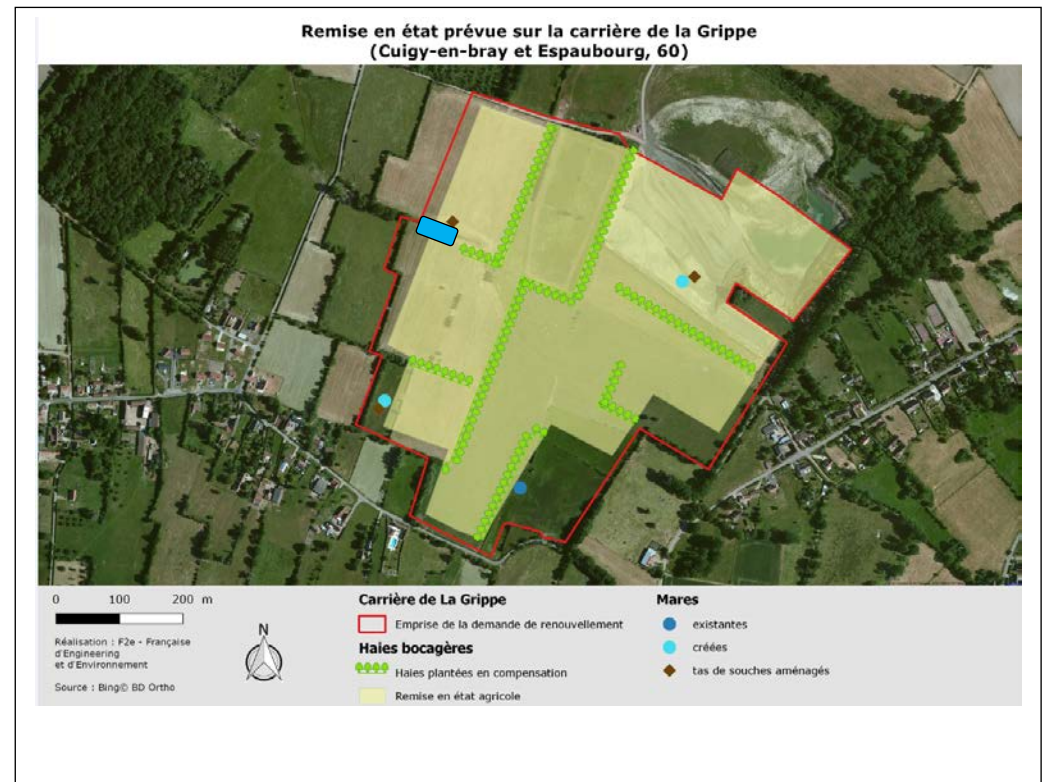 Remise en état prévue sur la carrière de la Grippe
(Cuigy-en-bray et Espaubourg, 60)
0 100 200 m
Réalisation : F2e - Française
d'Engineering
et d'Environnement
Source : Bing© BD Ortho
N
Carrière de La Grippe
Emprise de la demande de renouvellement
Haies bocagères
Haies plantées en compensation
Remise en état agricole
Mares
existantes
créées
tas de souches aménagés